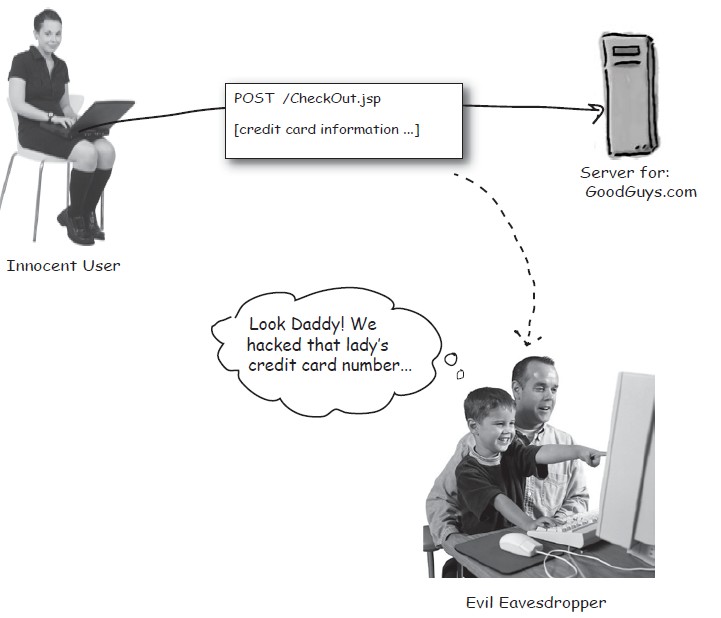 POST /CheckOut.jsp
[credit card information ...]
Server for:
GoodGuys.com
Innocent User
Look Daddy! We
hacked that lady's
credit card number...
Evil Eavesdropper